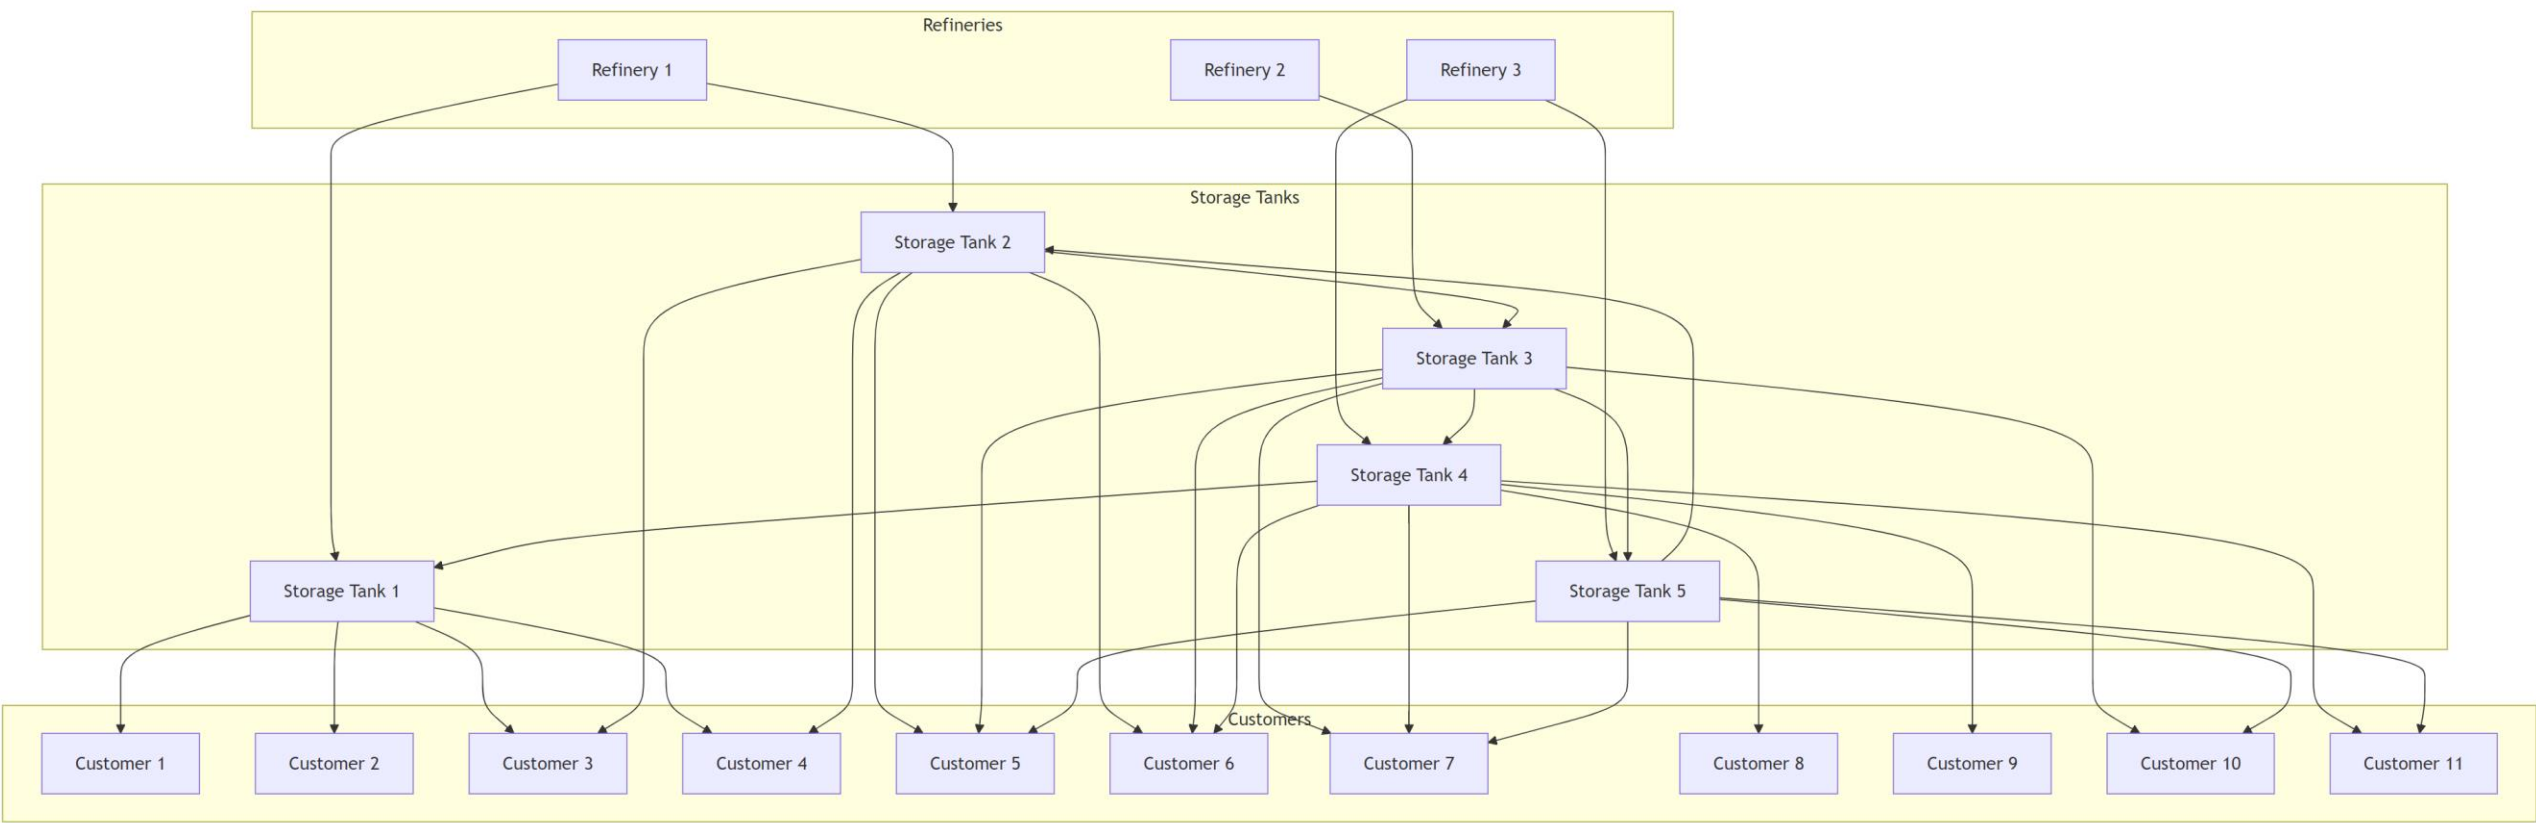 Refineries
Refinery 1
Refinery 2
Refinery 3
Storage Tanks
Storage Tank 2
Storage Tank 3
Storage Tank 4
Storage Tank 1
Storage Tank 5
Customers
Customer 1
Customer 2
Customer 3
Customer 4
Customer 5
Customer 6
Customer 7
Customer 8
Customer 9
Customer 10
Customer 11